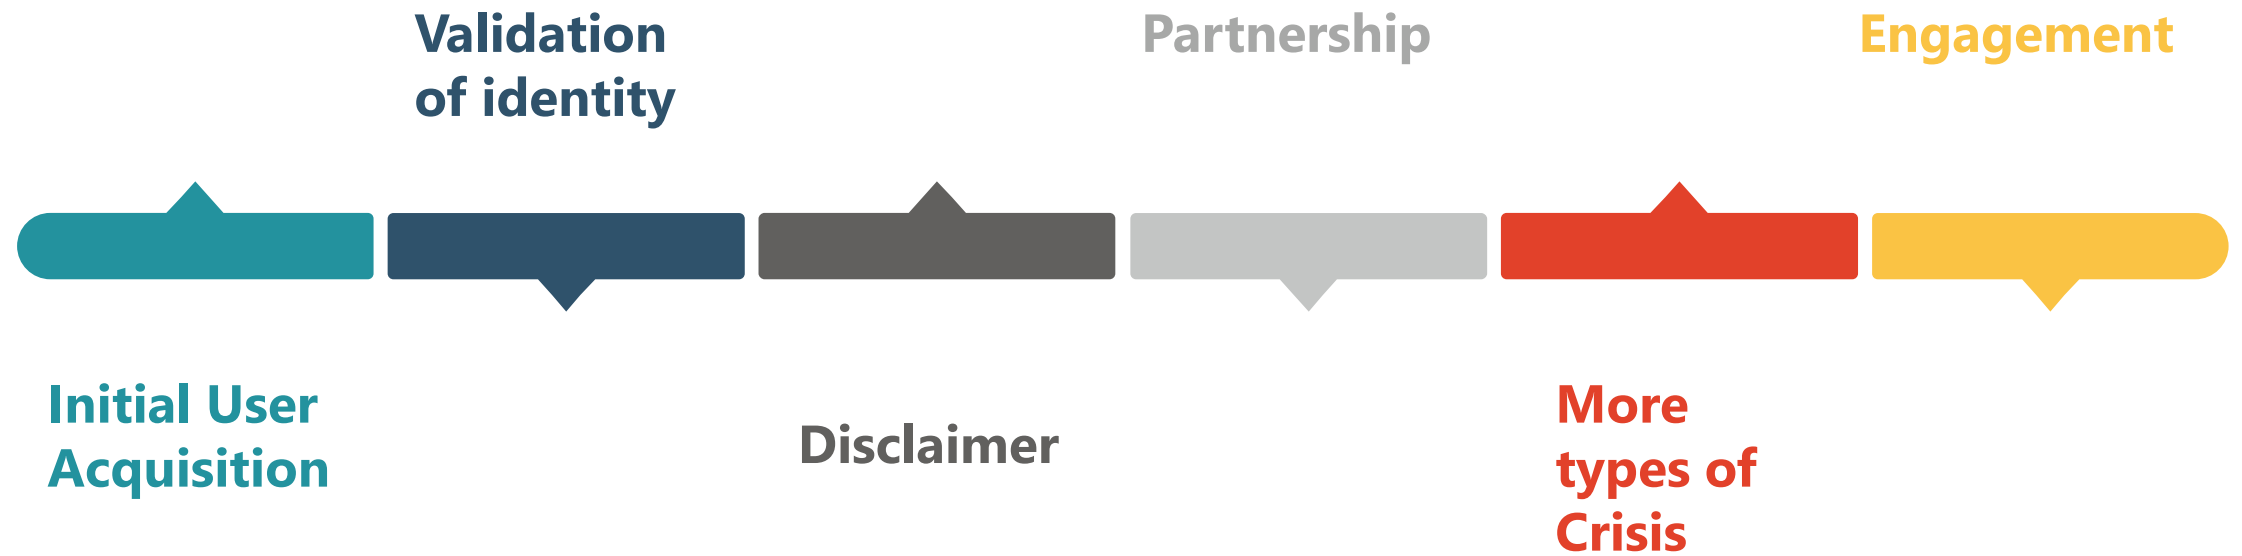 Validation
of identity
Partnership
Engagement
Initial User
Acquisition
Disclaimer
More
types of
Crisis